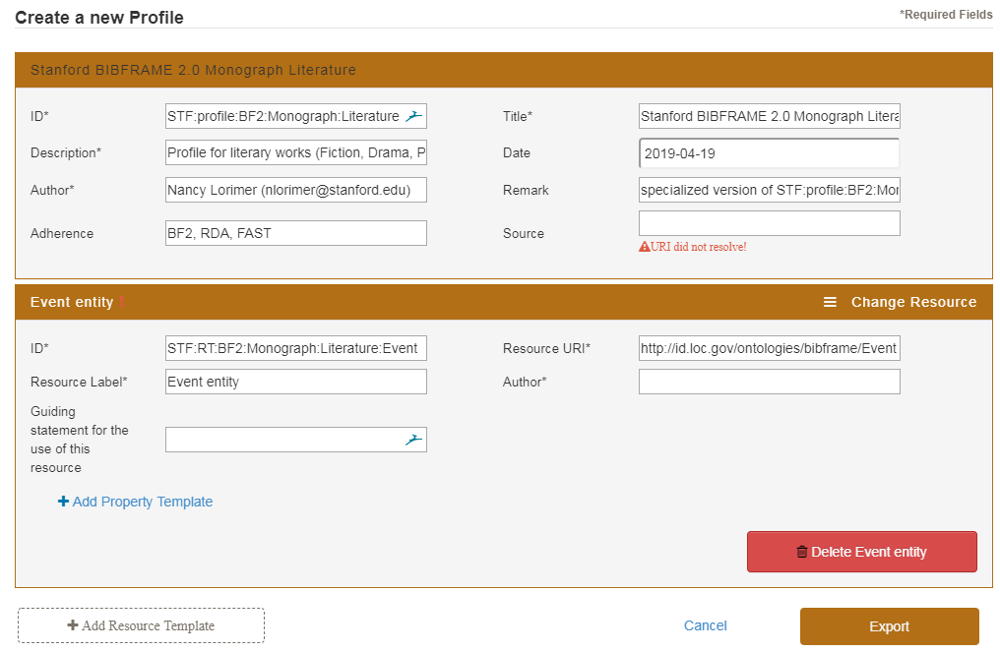 Create a new Profile
*Required Fields
Stanford BIBFRAME 2.0 Monograph Literature
ID* STF:profile:BF2:Monograph:Literature Title* Stanford BIBFRAME 2.0 Monograph Litera
Description* Profile for literary works (Fiction, Drama, P Date 2019-04-19
Author* Nancy Lorimer (nlorimer@stanford.edu) Remark specialized version of STF:profile:BF2:Mon
Adherence BF2, RDA, FAST Source
URI did not resolve!
Event entity
Change Resource
ID* STF:RT:BF2:Monograph:Literature:Event Resource URI* http://id.loc.gov/ontologies/bibframe/Event
Resource Label* Event entity Author*
Guiding
statement for the
use of this
resource
Add Property Template
Delete Event entity
Add Resource Template
Cancel
Export